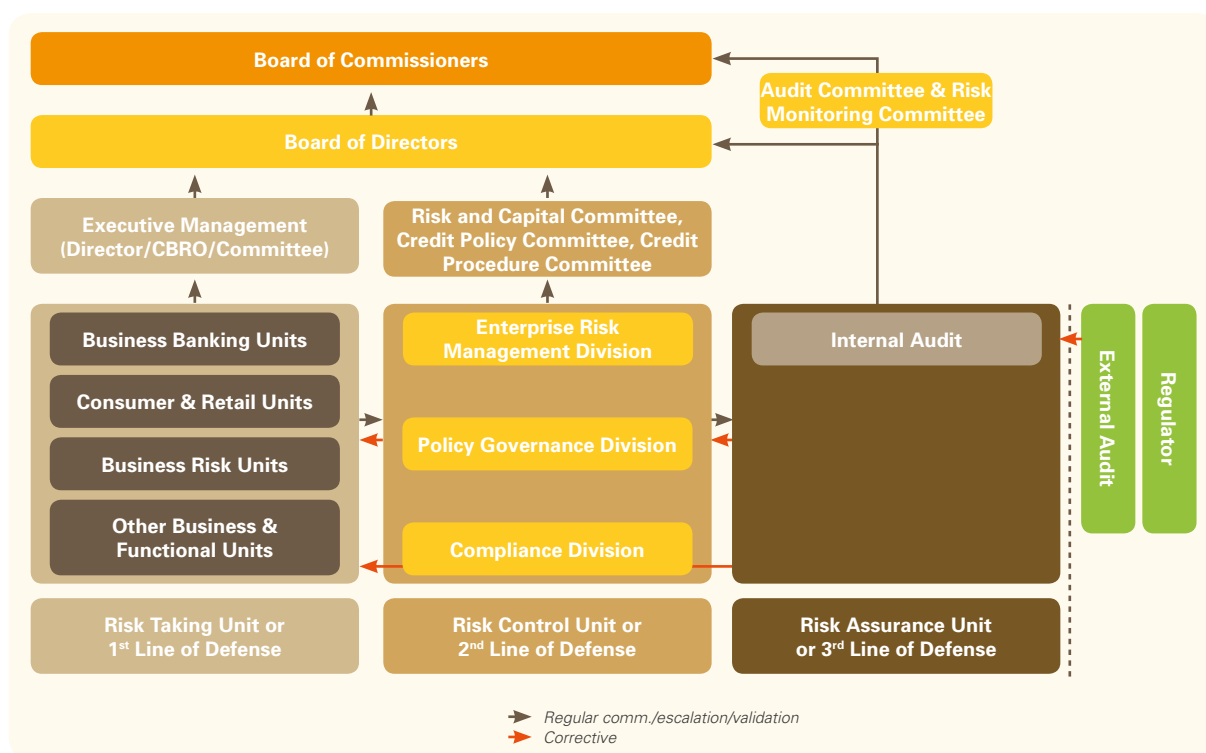 Board of Commissioners
Audit Committee & Risk
Monitoring Committee
Board of Directors
Executive Management
(Director/CBRO/Committee)
Risk and Capital Committee,
Credit Policy Committee, Credit
Procedure Committee
Business Banking Units
Consumer & Retail Units
Business Risk Units
Other Business &
Functional Units
Enterprise Risk
Management Division
Policy Governance Division
Compliance Division
Internal Audit
External Audit
Regulator
Risk Taking Unit or
1st Line of Defense
Risk Control Unit or
2nd Line of Defense
Risk Assurance Unit
or 3rd Line of Defense
Regular comm./escalation/validation
Corrective